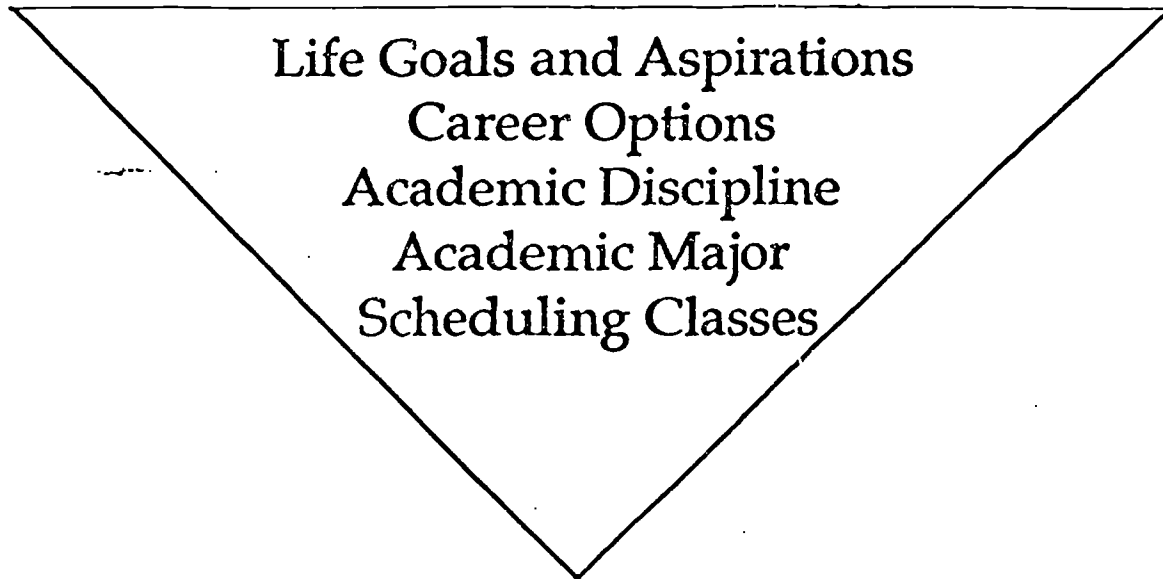 Life Goals and Aspirations
Career Options
Academic Discipline
Academic Major
Scheduling Classes